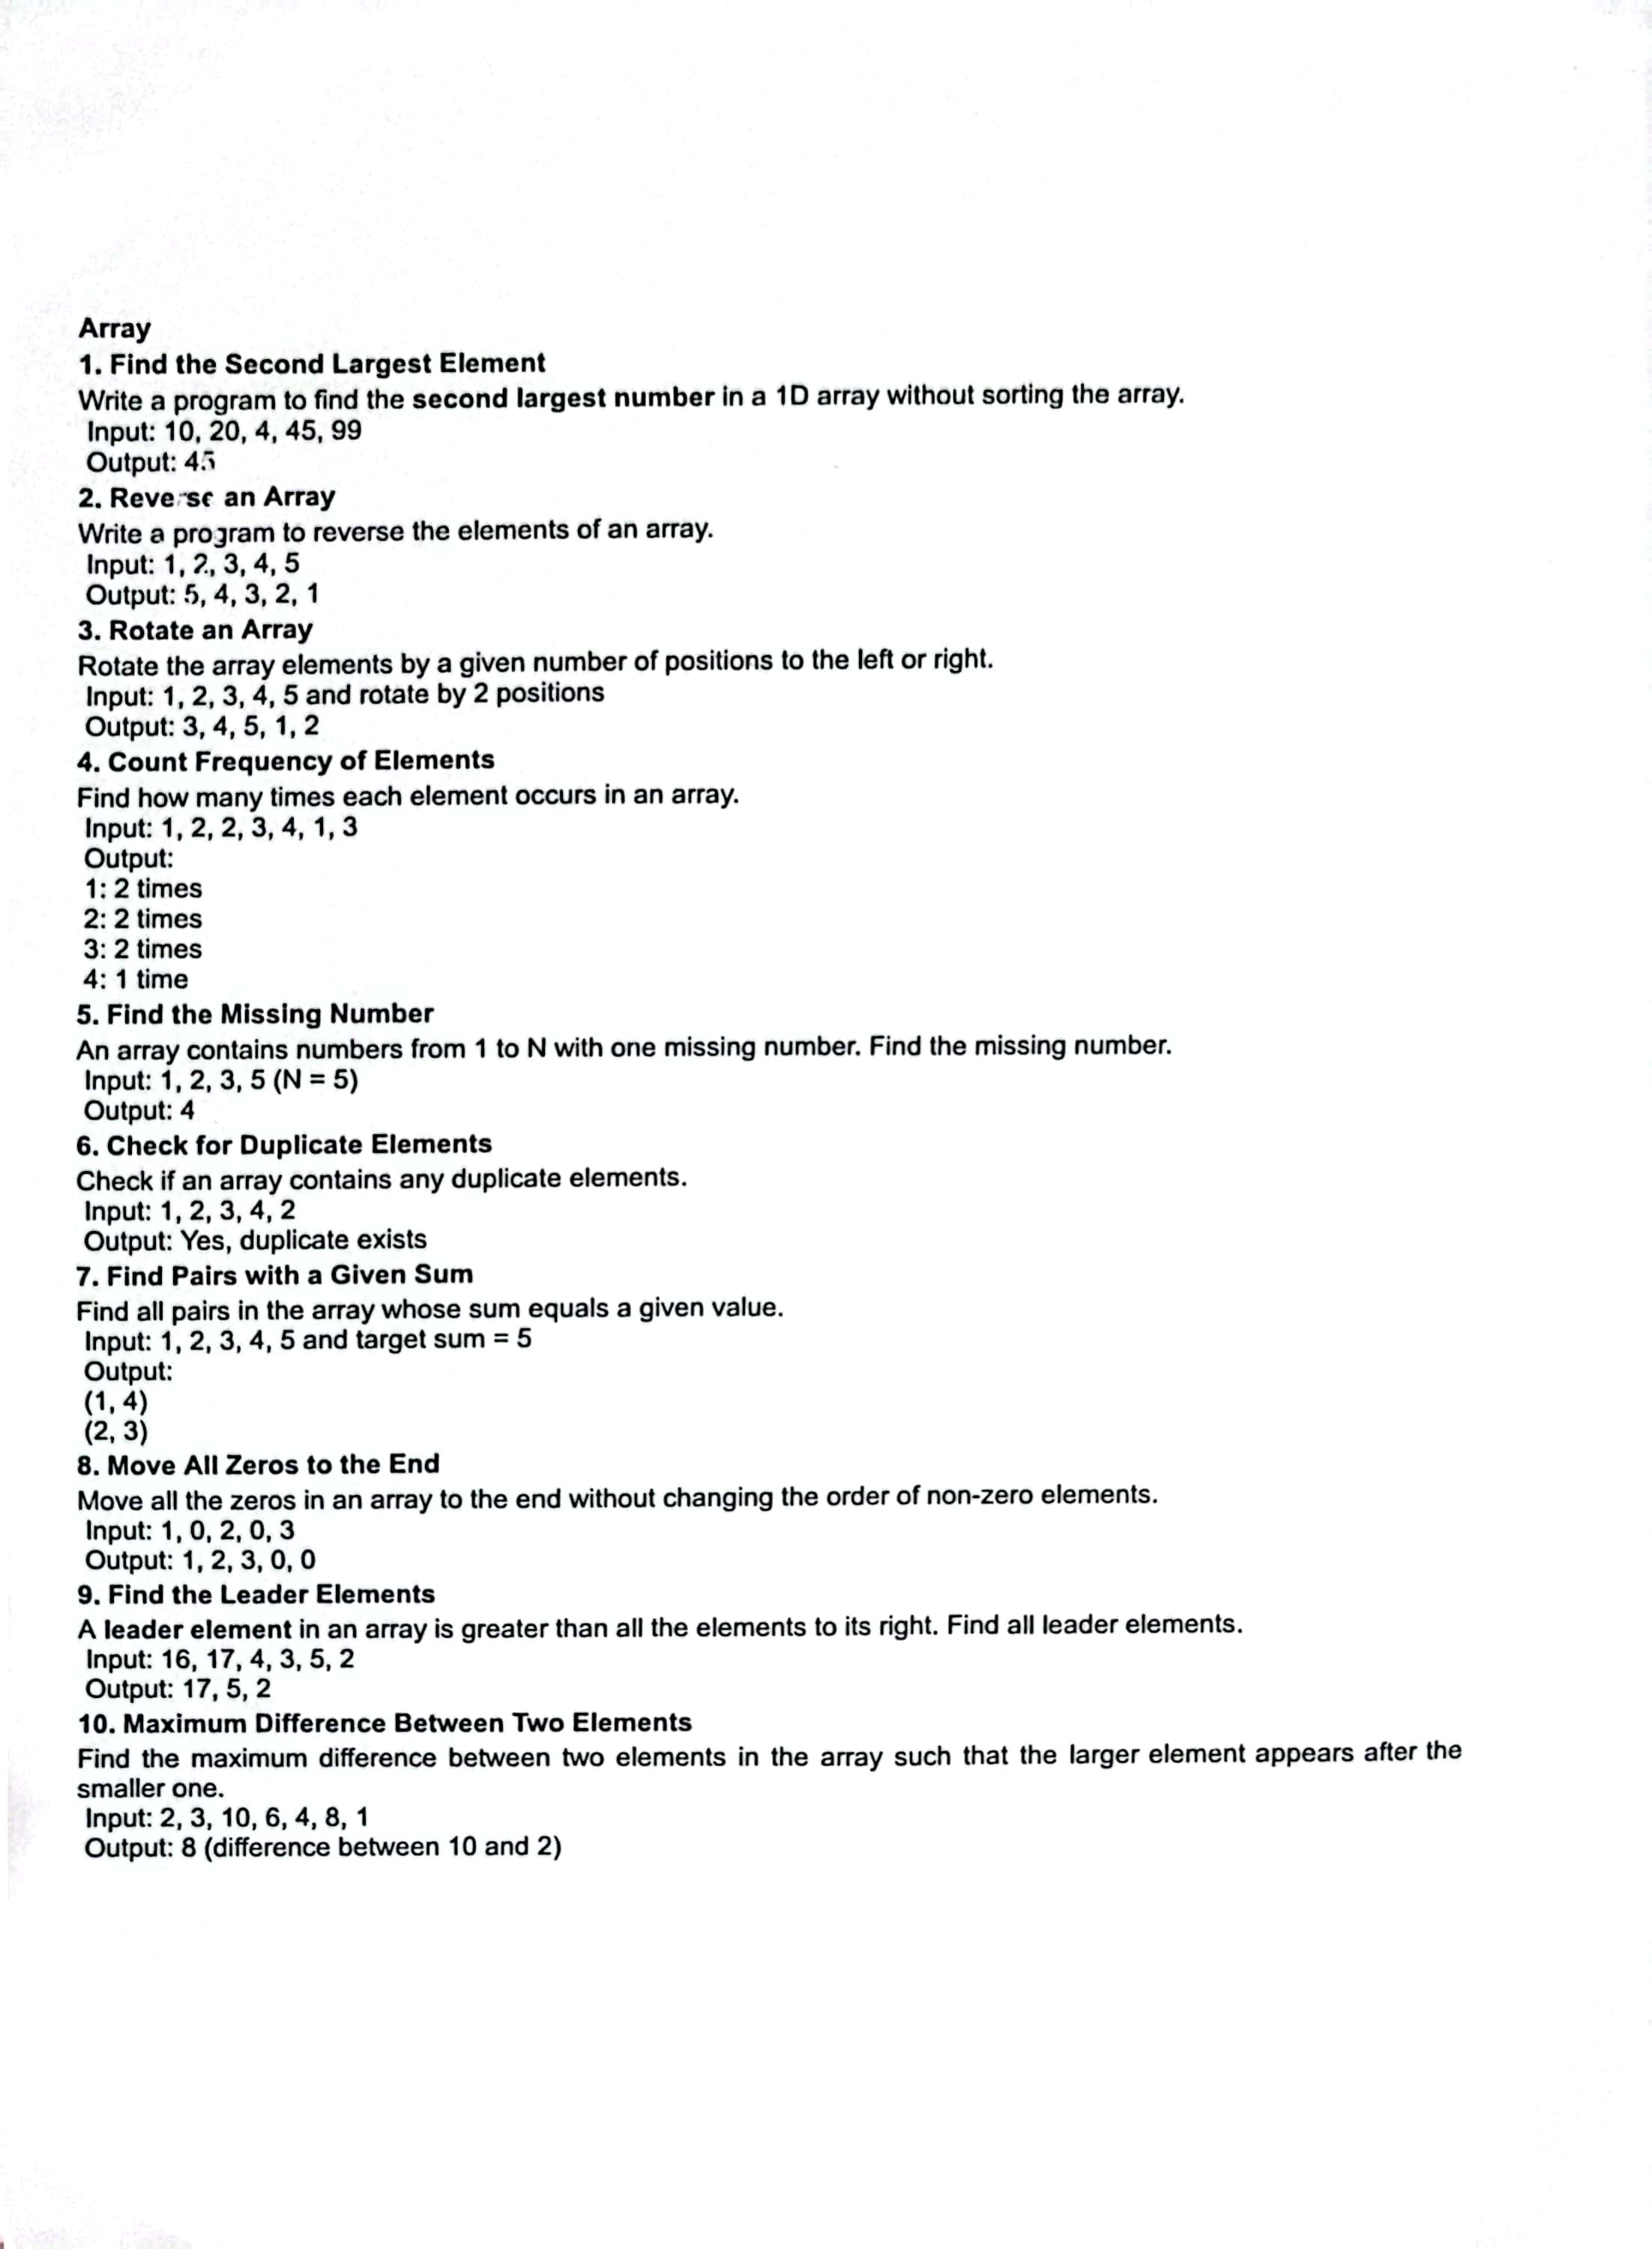 Array
1. Find the Second Largest Element
Write a program to find the second largest number in a 1D array without sorting the array.
Input: 10, 20, 4, 45, 99
Output: 45
2. Reverse an Array
Write a program to reverse the elements of an array.
Input: 1, 2, 3, 4, 5
Output: 5, 4, 3, 2, 1
3. Rotate an Array
Rotate the array elements by a given number of positions to the left or right.
Input: 1, 2, 3, 4, 5 and rotate by 2 positions
Output: 3, 4, 5, 1, 2
4. Count Frequency of Elements
Find how many times each element occurs in an array.
Input: 1, 2, 2, 3, 4, 1, 3
Output:
1: 2 times
2: 2 times
3: 2 times
4: 1 time
5. Find the Missing Number
An array contains numbers from 1 to N with one missing number. Find the missing number.
Input: 1, 2, 3, 5 (N = 5)
Output: 4
6. Check for Duplicate Elements
Check if an array contains any duplicate elements.
Input: 1, 2, 3, 4, 2
Output: Yes, duplicate exists
7. Find Pairs with a Given Sum
Find all pairs in the array whose sum equals a given value.
Input: 1, 2, 3, 4, 5 and target sum = 5
Output:
(1, 4)
(2, 3)
8. Move All Zeros to the End
Move all the zeros in an array to the end without changing the order of non-zero elements.
Input: 1, 0, 2, 0, 3
Output: 1, 2, 3, 0, 0
9. Find the Leader Elements
A leader element in an array is greater than all the elements to its right. Find all leader elements.
Input: 16, 17, 4, 3, 5, 2
Output: 17, 5, 2
10. Maximum Difference Between Two Elements
Find the maximum difference between two elements in the array such that the larger element appears after the
smaller one.
Input: 2, 3, 10, 6, 4, 8, 1
Output: 8 (difference between 10 and 2)